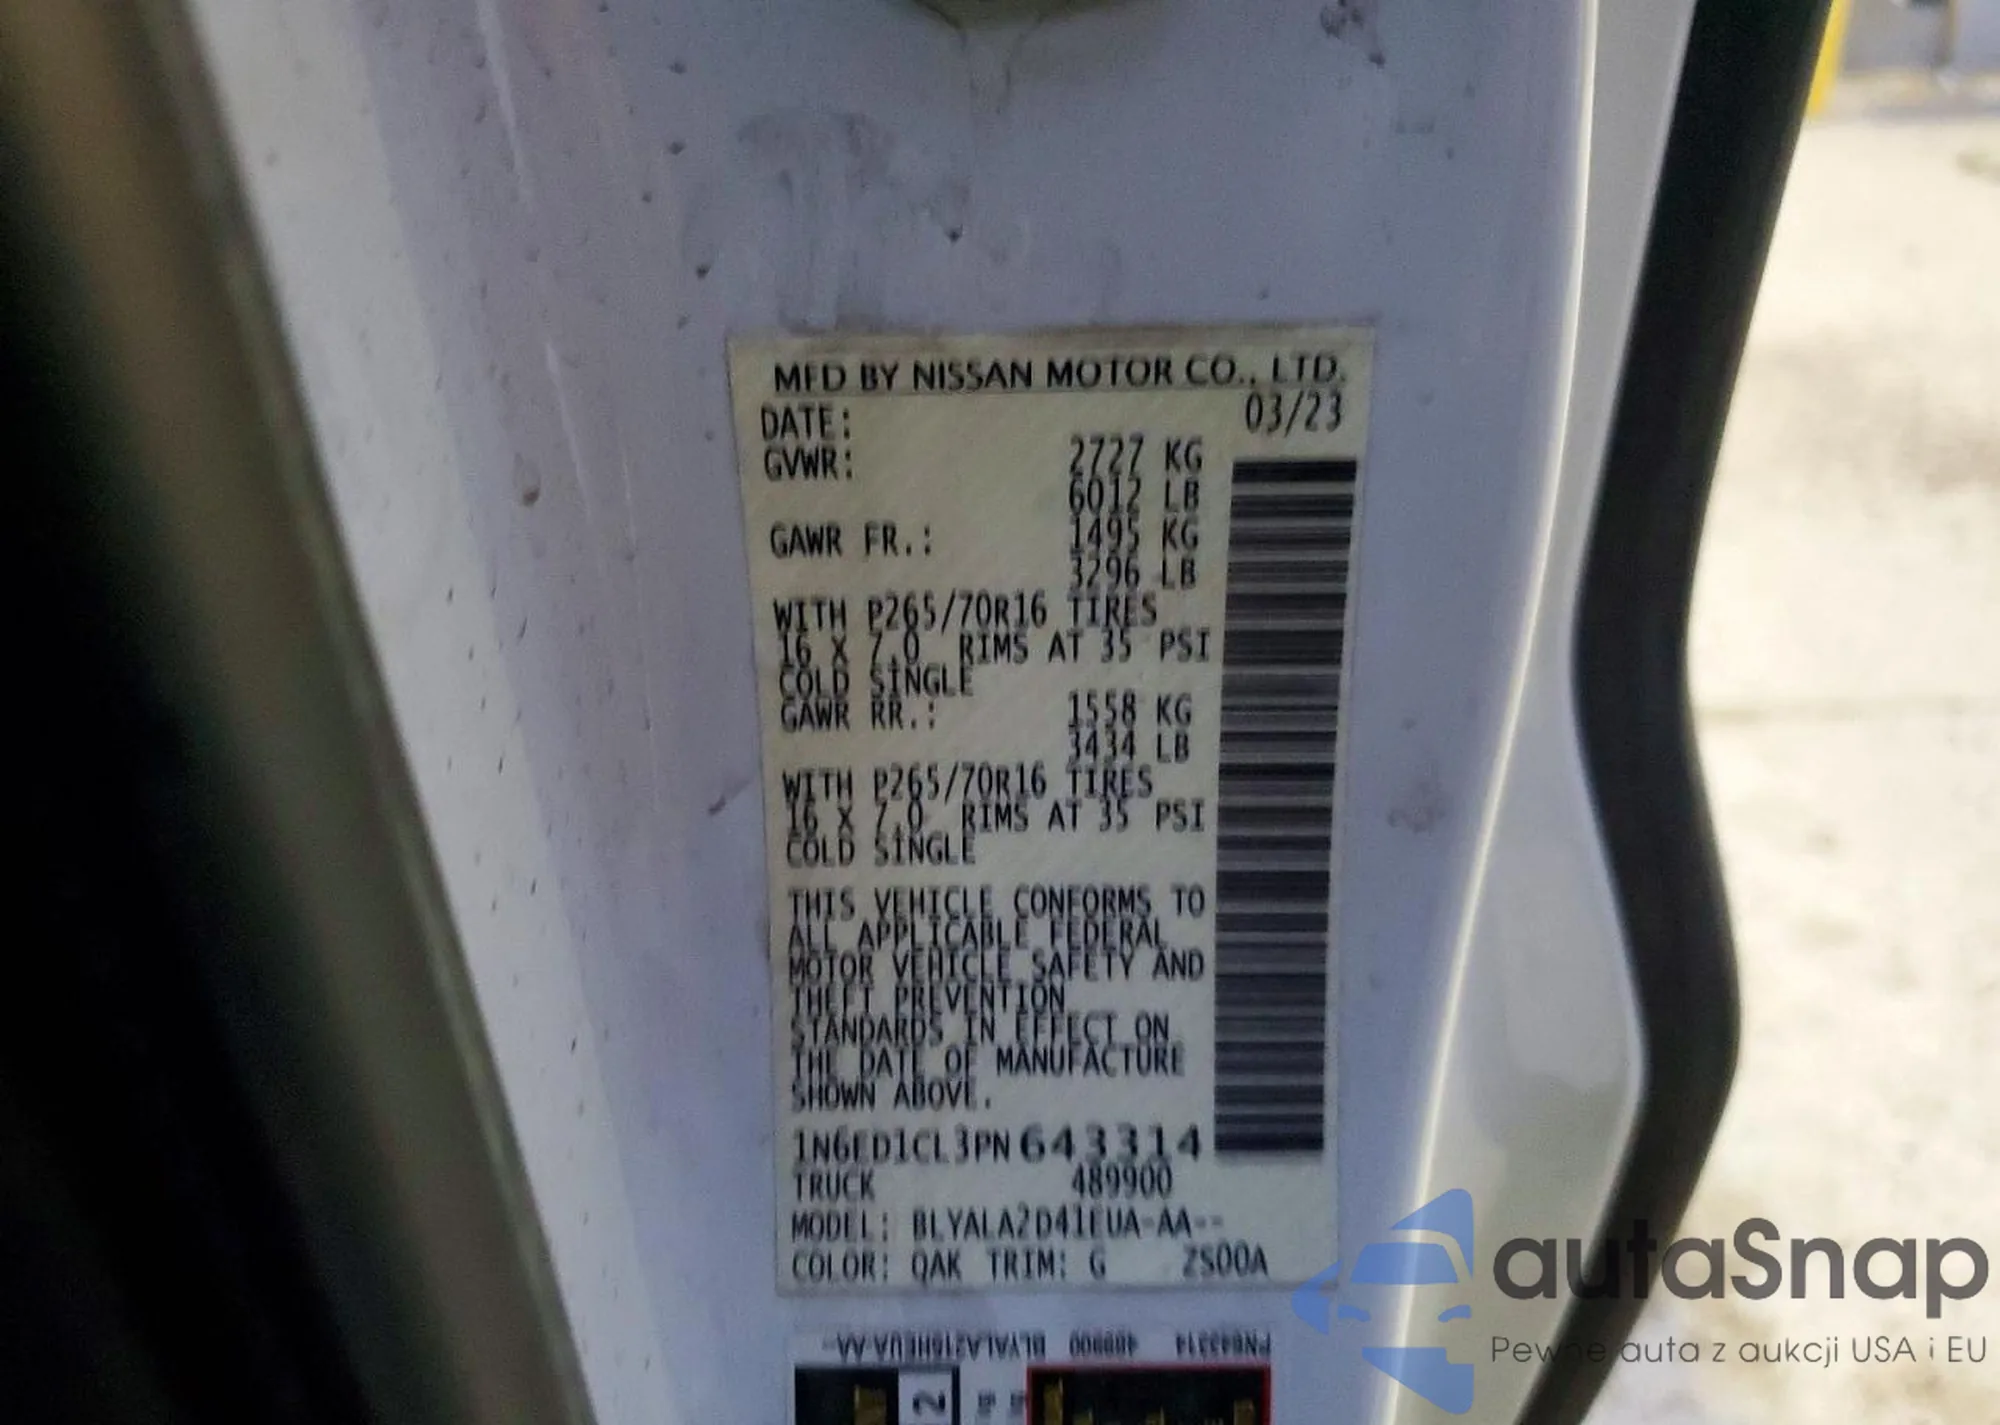 MFD BY NISSAN MOTOR CO., LTD.
DATE: 03/23
GVWR: 2727 KG
6012 LB
GAWR FR.: 1495 KG
3296 LB
WITH P265/70R16 TIRES
16 X 7.0 RIMS AT 35 PSI
COLD SINGLE
GAWR RR.: 1558 KG
3434 LB
WITH P265/70R16 TIRES
16 X 7.0 RIMS AT 35 PSI
COLD SINGLE
THIS VEHICLE CONFORMS TO
ALL APPLICABLE FEDERAL
MOTOR VEHICLE SAFETY AND
THEFT PREVENTION
STANDARDS IN EFFECT ON
THE DATE OF MANUFACTURE
SHOWN ABOVE.
1N6ED1CL3PN643314
TRUCK 489900
MODEL: BLYALA2D41EUA-AA--
COLOR: QAK TRIM: G ZS00A
PN643314 489900
autaSnap
Pewne auta z aukcji USA i EU